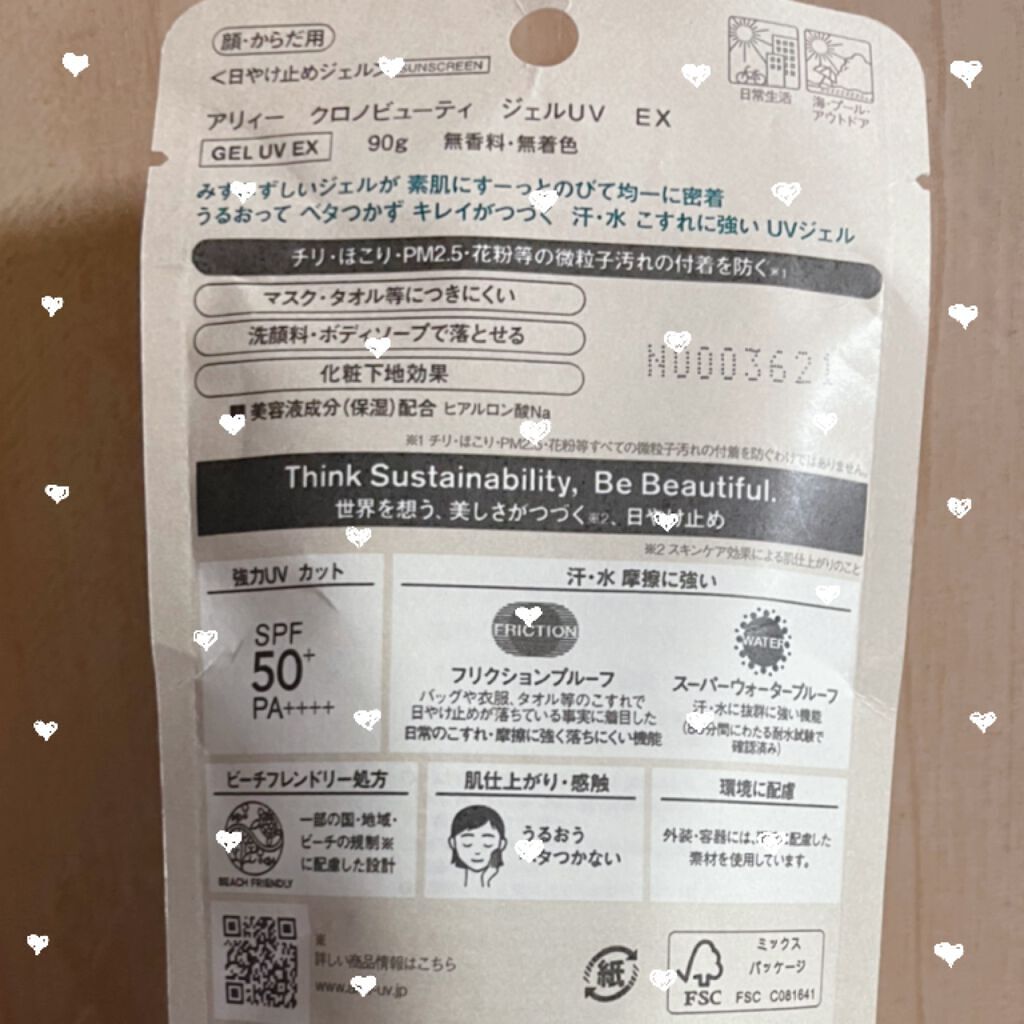 顔・からだ用
<日やけ止めジェル> SUNSCREEN
日常生活
海・プール・
アウトドア
アリィー クロノビューティ ジェルUV EX
GEL UV EX 90g 無香料・無着色
みずみずしいジェルが 素肌にすーっとのびて均一に密着
うるおって ベタつかず キレイがつづく 汗・水 こすれに強い UVジェル
チリ・ほこり・PM2.5・花粉等の微粒子汚れの付着を防ぐ※1
マスク・タオル等につきにくい
洗顔料・ボディソープで落とせる
化粧下地効果
N0003621
■ 美容液成分(保湿)配合 ヒアルロン酸Na
※1 チリ・ほこり・PM2.5・花粉等すべての微粒子汚れの付着を防ぐわけではありません。
Think Sustainability, Be Beautiful.
世界を想う、美しさがつづく※2、日やけ止め
※2 スキンケア効果による肌仕上がりのこと
強力UV カット
SPF
50+
PA++++
汗・水 摩擦に強い
FRICTION
フリクションプルーフ
バッグや衣服、タオル等のこすれで
日やけ止めが落ちている事実に着目した
日常のこすれ・摩擦に強く落ちにくい機能
WATER
スーパーウォータープルーフ
汗・水に抜群に強い機能
分間にわたる耐水試験で
確認済み)
ビーチフレンドリー処方
BEACH FRIENDLY
一部の国・地域・
ビーチの規制※
に配慮した設計
肌仕上がり・感触
うるおう
ベタつかない
環境に配慮
外装・容器には、配慮した
素材を使用しています。
※
詳しい商品情報はこちら
紙
FSC
ミックス
パッケージ
FSC C081641